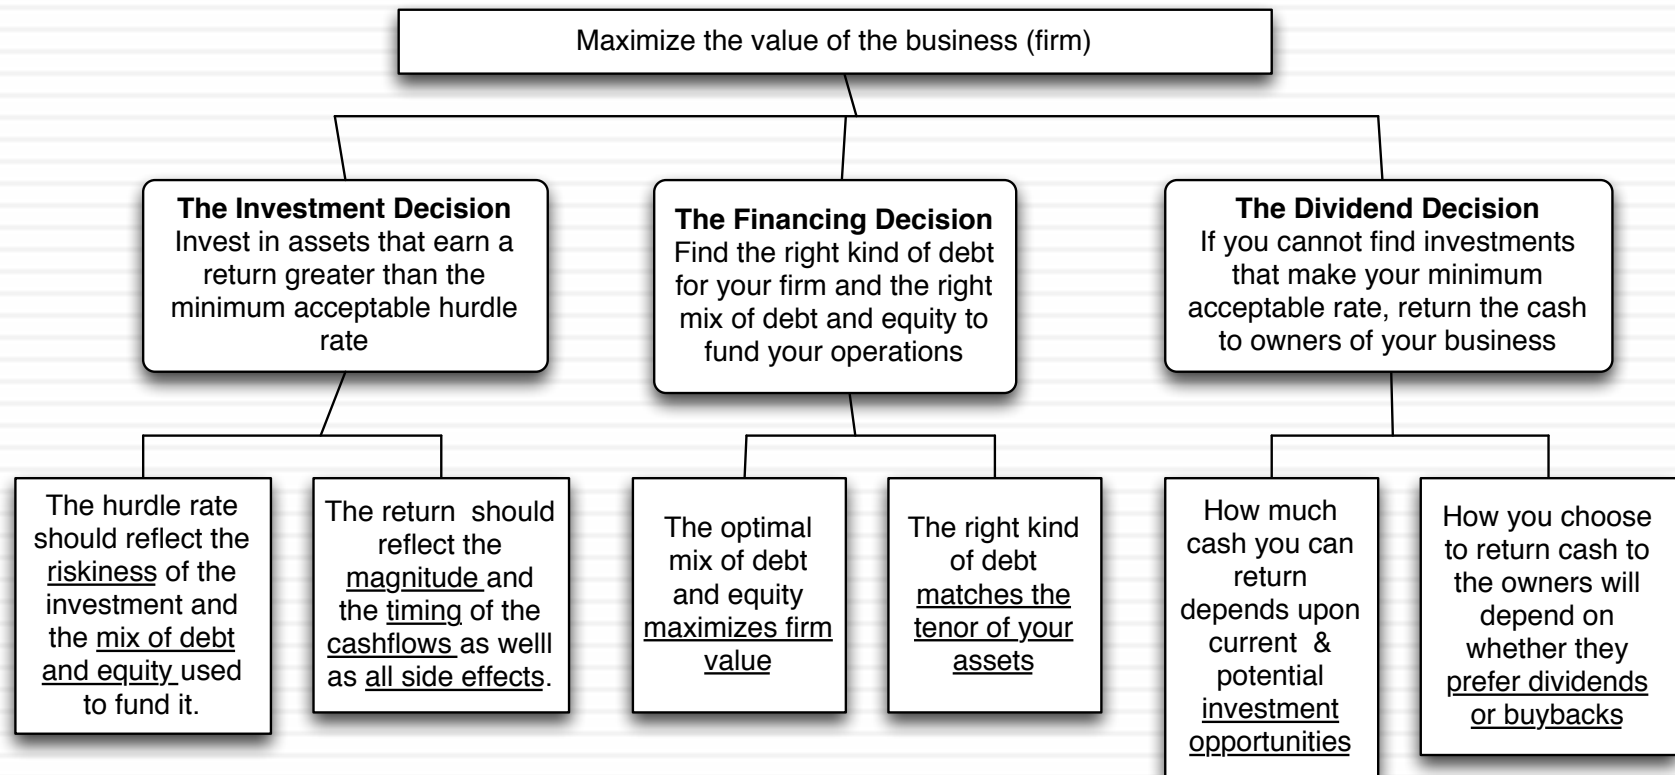 Maximize the value of the business (firm)
The Investment Decision
Invest in assets that earn a
return greater than the
minimum acceptable hurdle
rate
The Financing Decision
Find the right kind of debt
for your firm and the right
mix of debt and equity to
fund your operations
The Dividend Decision
If you cannot find investments
that make your minimum
acceptable rate, return the cash
to owners of your business
The hurdle rate
should reflect the
riskiness of the
investment and
the mix of debt
and equity used
to fund it.
The return  should
reflect the
magnitude and
the timing of the
cashflows as welll
as all side effects.
The optimal
mix of debt
and equity
maximizes firm
value
The right kind
of debt
matches the
tenor of your
assets
How much
cash you can
return
depends upon
current  &
potential
investment
opportunities
How you choose
to return cash to
the owners will
depend on
whether they
prefer dividends
or buybacks